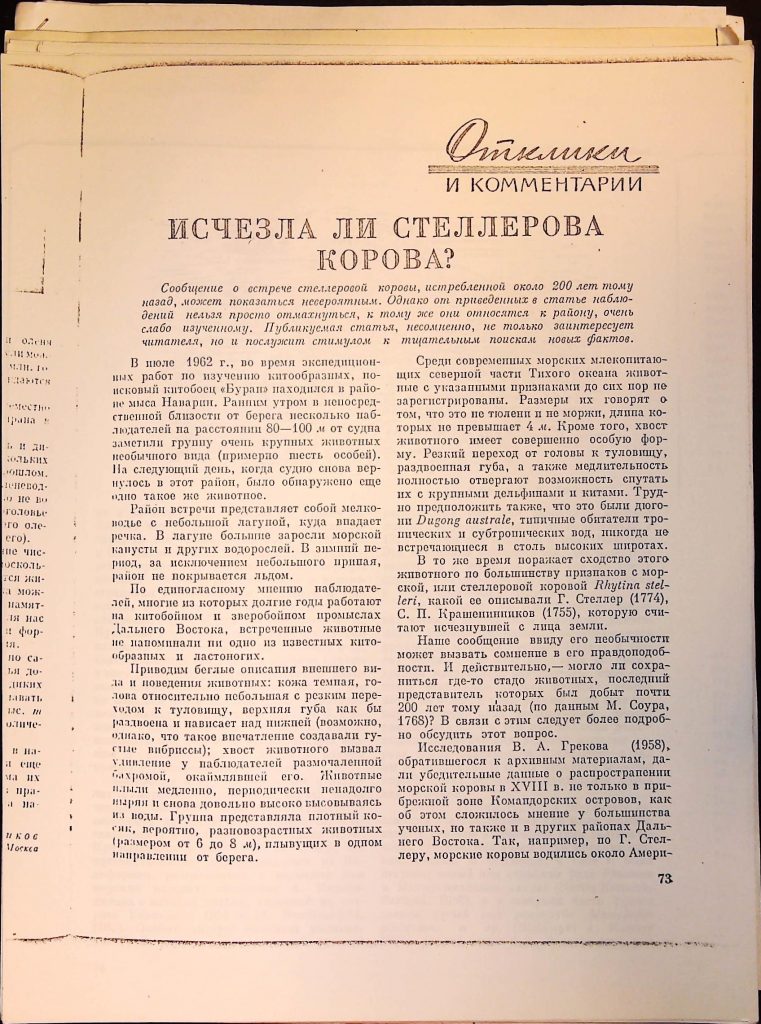 Отклики
И КОММЕНТАРИИ
ИСЧЕЗЛА ЛИ СТЕЛЛЕРОВА
КОРОВА?
Сообщение о встрече стеллеровой коровы, истребленной около 200 лет тому
назад, может показаться невероятным. Однако от приведенных в статье наблю-
дений нельзя просто отмахнуться, к тому же они относятся к району, очень
слабо изученному. Публикуемая статья, несомненно, не только заинтересует
читателя, но и послужит стимулом к тщательным поискам новых фактов.
В июле 1962 г., во время экспедицион-
ных работ по изучению китообразных, по-
исковый китобоец «Буран» находился в райо-
не мыса Наварин. Ранним утром в непосред-
ственной близости от берега несколько наб-
людателей на расстоянии 80—100 м от судна
заметили группу очень крупных животных
необычного вида (примерно шесть особей).
На следующий день, когда судно снова вер-
нулось в этот район, было обнаружено еще
одно такое же животное.
Район встречи представляет собой мелко-
водье с небольшой лагуной, куда впадает
речка. В лагуне большие заросли морской
капусты и других водорослей. В зимний пе-
риод, за исключением небольшого припая,
район не покрывается льдом.
По единогласному мнению наблюдате-
лей, многие из которых долгие годы работают
на китобойном и зверобойном промыслах
Дальнего Востока, встреченные животные
не напоминали ни одно из известных кито-
образных и ластоногих.
Приводим беглые описания внешнего ви-
да и поведения животных: кожа темная, го-
лова относительно небольшая с резким пере-
ходом к туловищу, верхняя губа как бы
раздвоена и нависает над нижней (возможно,
однако, что такое впечатление создавали гу-
стые вибриссы); хвост животного вызвал
удивление у наблюдателей размочаленной
бахромой, окаймлявшей его. Животные
плыли медленно, периодически ненадолго
ныряя и снова довольно высоко высовываясь
из воды. Группа представляла плотный ко-
сяк, вероятно, разновозрастных животных
(размером от 6 до 8 м), плывущих в одном
направлении от берега.
Среди современных морских млекопитаю-
щих северной части Тихого океана живот-
ные с указанными признаками до сих пор не
зарегистрированы. Размеры их говорят о
том, что это не тюлени и не моржи, длина ко-
торых не превышает 4 м. Кроме того, хвост
животного имеет совершенно особую фор-
му. Резкий переход от головы к туловищу,
раздвоенная губа, а также медлительность
полностью отвергают возможность спутать
их с крупными дельфинами и китами. Труд-
но предположить также, что это были дюго-
ни Dugong australe, типичные обитатели тро-
пических и субтропических вод, никогда не
встречающиеся в столь высоких широтах.
В то же время поражает сходство этого
животного по большинству признаков с мор-
ской, или стеллеровой коровой Rhytina stel-
leri, какой ее описывали Г. Стеллер (1774),
С. П. Крашенинников (1755), которую счи-
тают исчезнувшей с лица земли.
Наше сообщение ввиду его необычности
может вызвать сомнение в его правдоподоб-
ности. И действительно,— могло ли сохра-
ниться где-то стадо животных, последний
представитель которых был добыт почти
200 лет тому назад (по данным М. Соура,
1768)? В связи с этим следует более подроб-
но обсудить этот вопрос.
Исследования В. А. Грекова (1958),
обратившегося к архивным материалам, да-
ли убедительные данные о распространении
морской коровы в XVIII в. не только в при-
брежной зоне Командорских островов, как
об этом сложилось мнение у большинства
ученых, но также и в других районах Даль-
него Востока. Так, например, по Г. Стел-
леру, морские коровы водились около Амери-
73